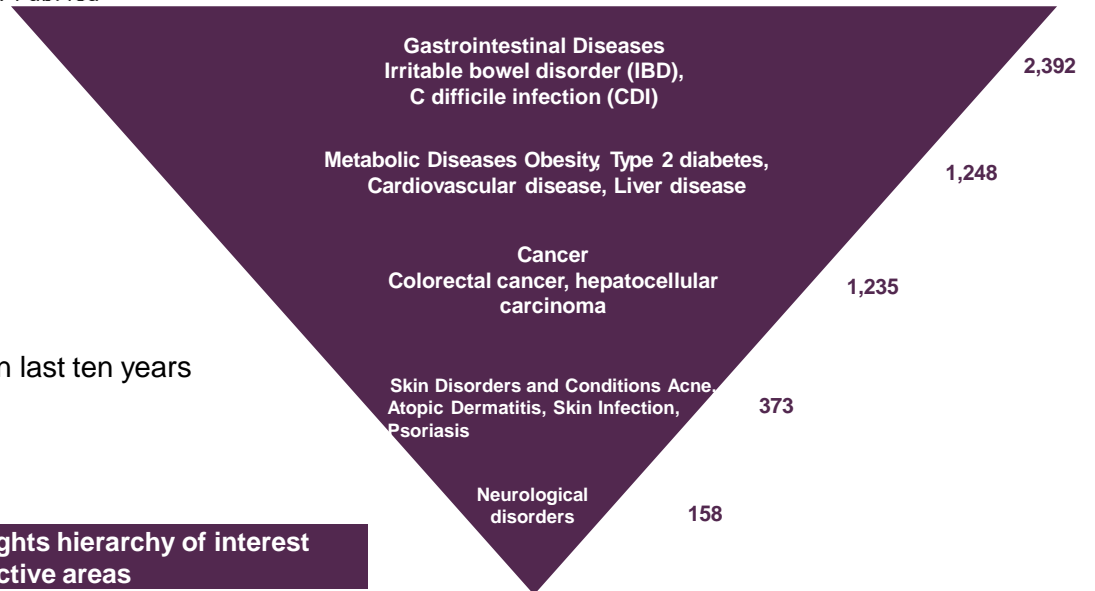 Gastrointestinal Diseases
Irritable bowel disorder (IBD),
C difficile infection (CDI)
2,392
Metabolic Diseases Obesity, Type 2 diabetes,
Cardiovascular disease, Liver disease
1,248
Cancer
Colorectal cancer, hepatocellular
carcinoma
1,235
last ten years
Skin Disorders and Conditions Acne,
Atopic Dermatitis, Skin Infection,
Psoriasis
373
Neurological
disorders
158
ghts hierarchy of interest
ctive areas